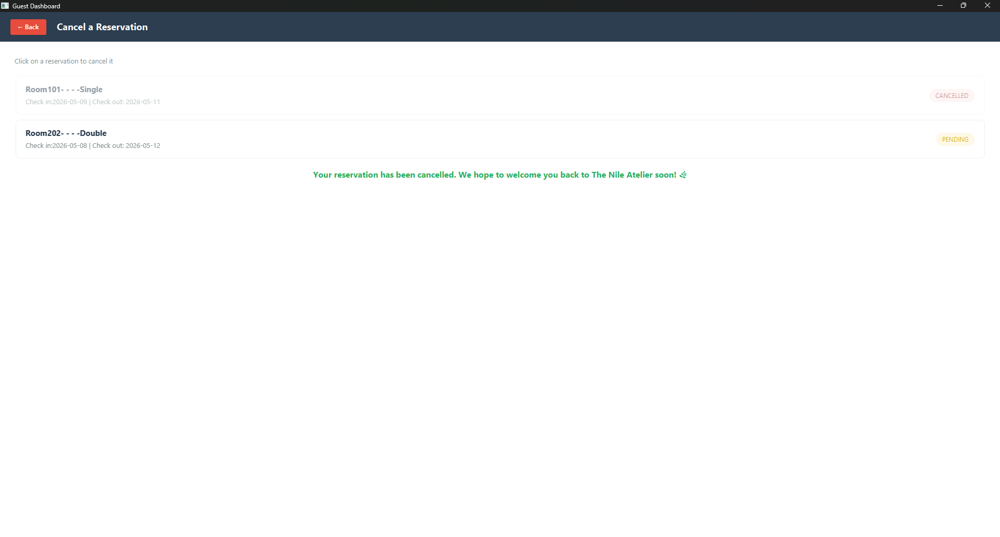 Guest Dashboard
← Back
Cancel a Reservation
Click on a reservation to cancel it
Room101- - - -Single
Check in:2026-05-09 | Check out: 2026-05-11
CANCELLED
Room202- - - -Double
Check in:2026-05-08 | Check out: 2026-05-12
PENDING
Your reservation has been cancelled. We hope to welcome you back to The Nile Atelier soon! 🌿